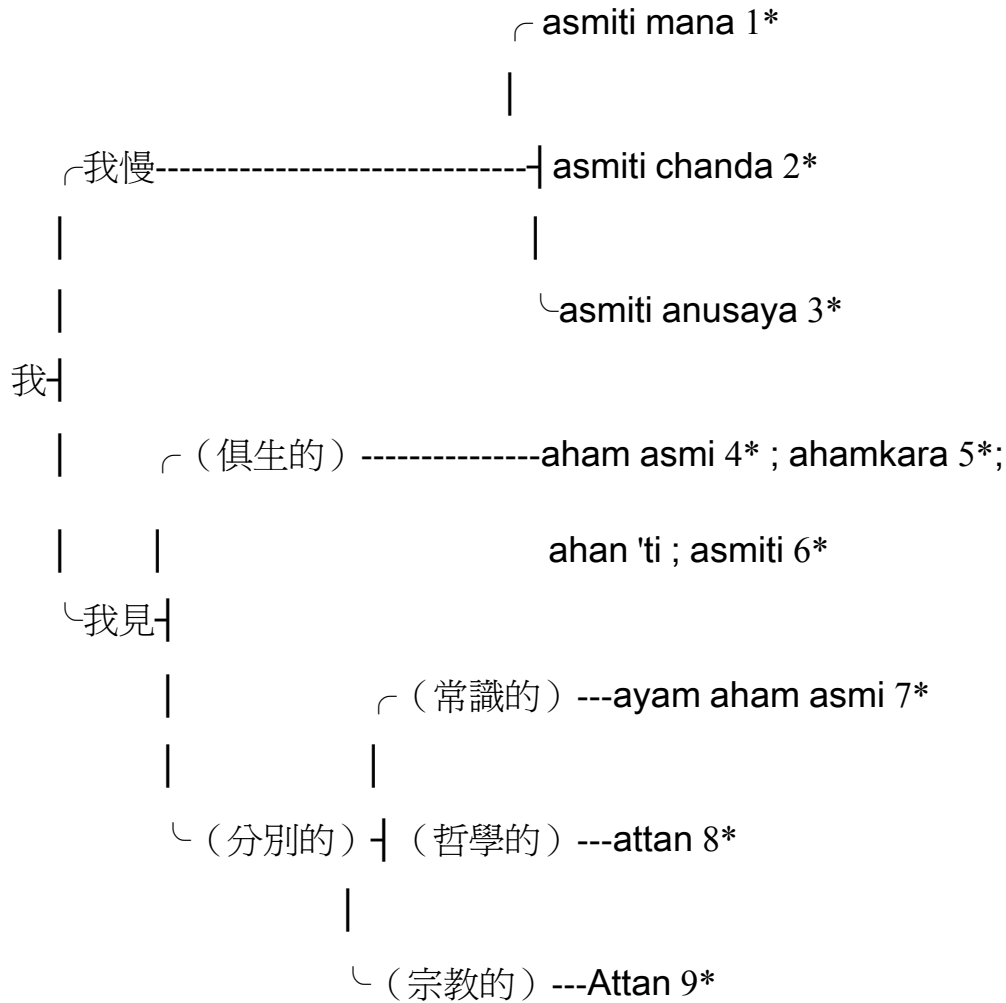 ╭ asmiti mana 1*
│
╭我慢-------------------------------┤ asmiti chanda 2*
│ │
│ ╰asmiti anusaya 3*
我┤
│ ╭（俱生的）---------------aham asmi 4* ; ahamkara 5*;
│ │ ahan 'ti ; asmiti 6*
╰我見┤
│ ╭（常識的）---ayam aham asmi 7*
│ │
╰（分別的）┤（哲學的）---attan 8*
│
╰（宗教的）---Attan 9*